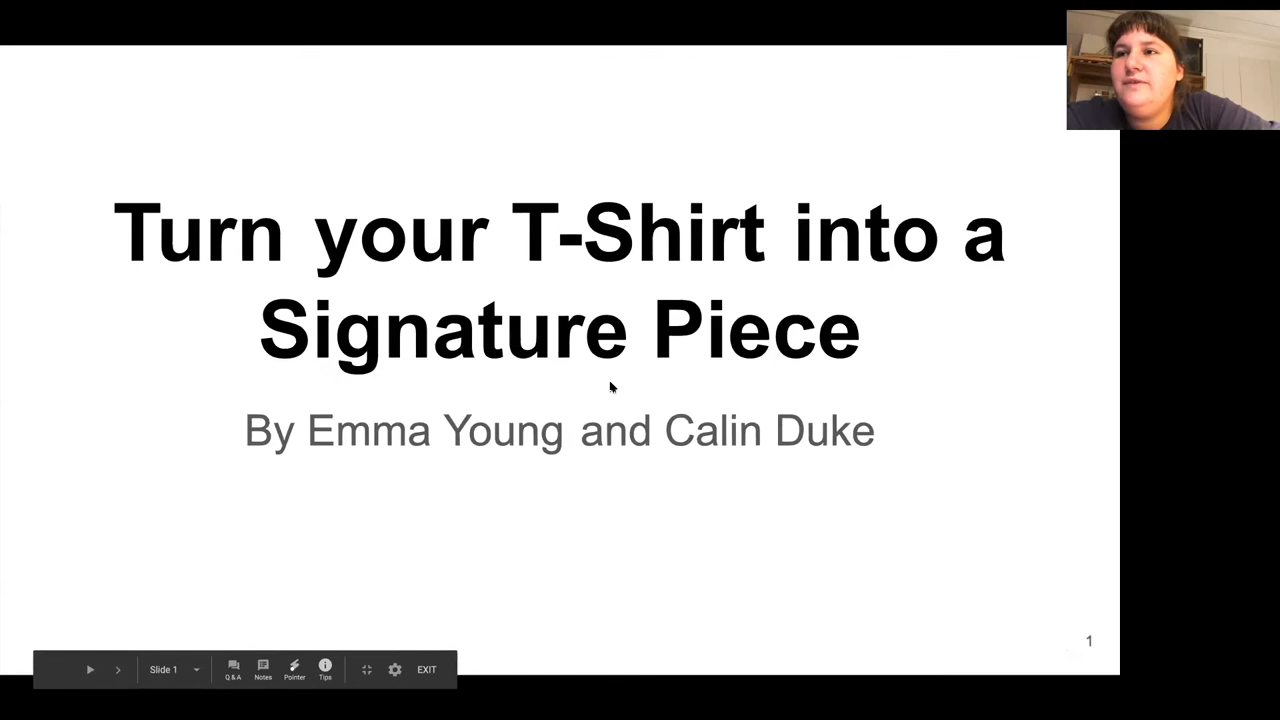 Turn your T-Shirt into a
Signature Piece
By Emma Young and Calin Duke
1
Slide 1
Q & A
Notes
Pointer
Tips
EXIT